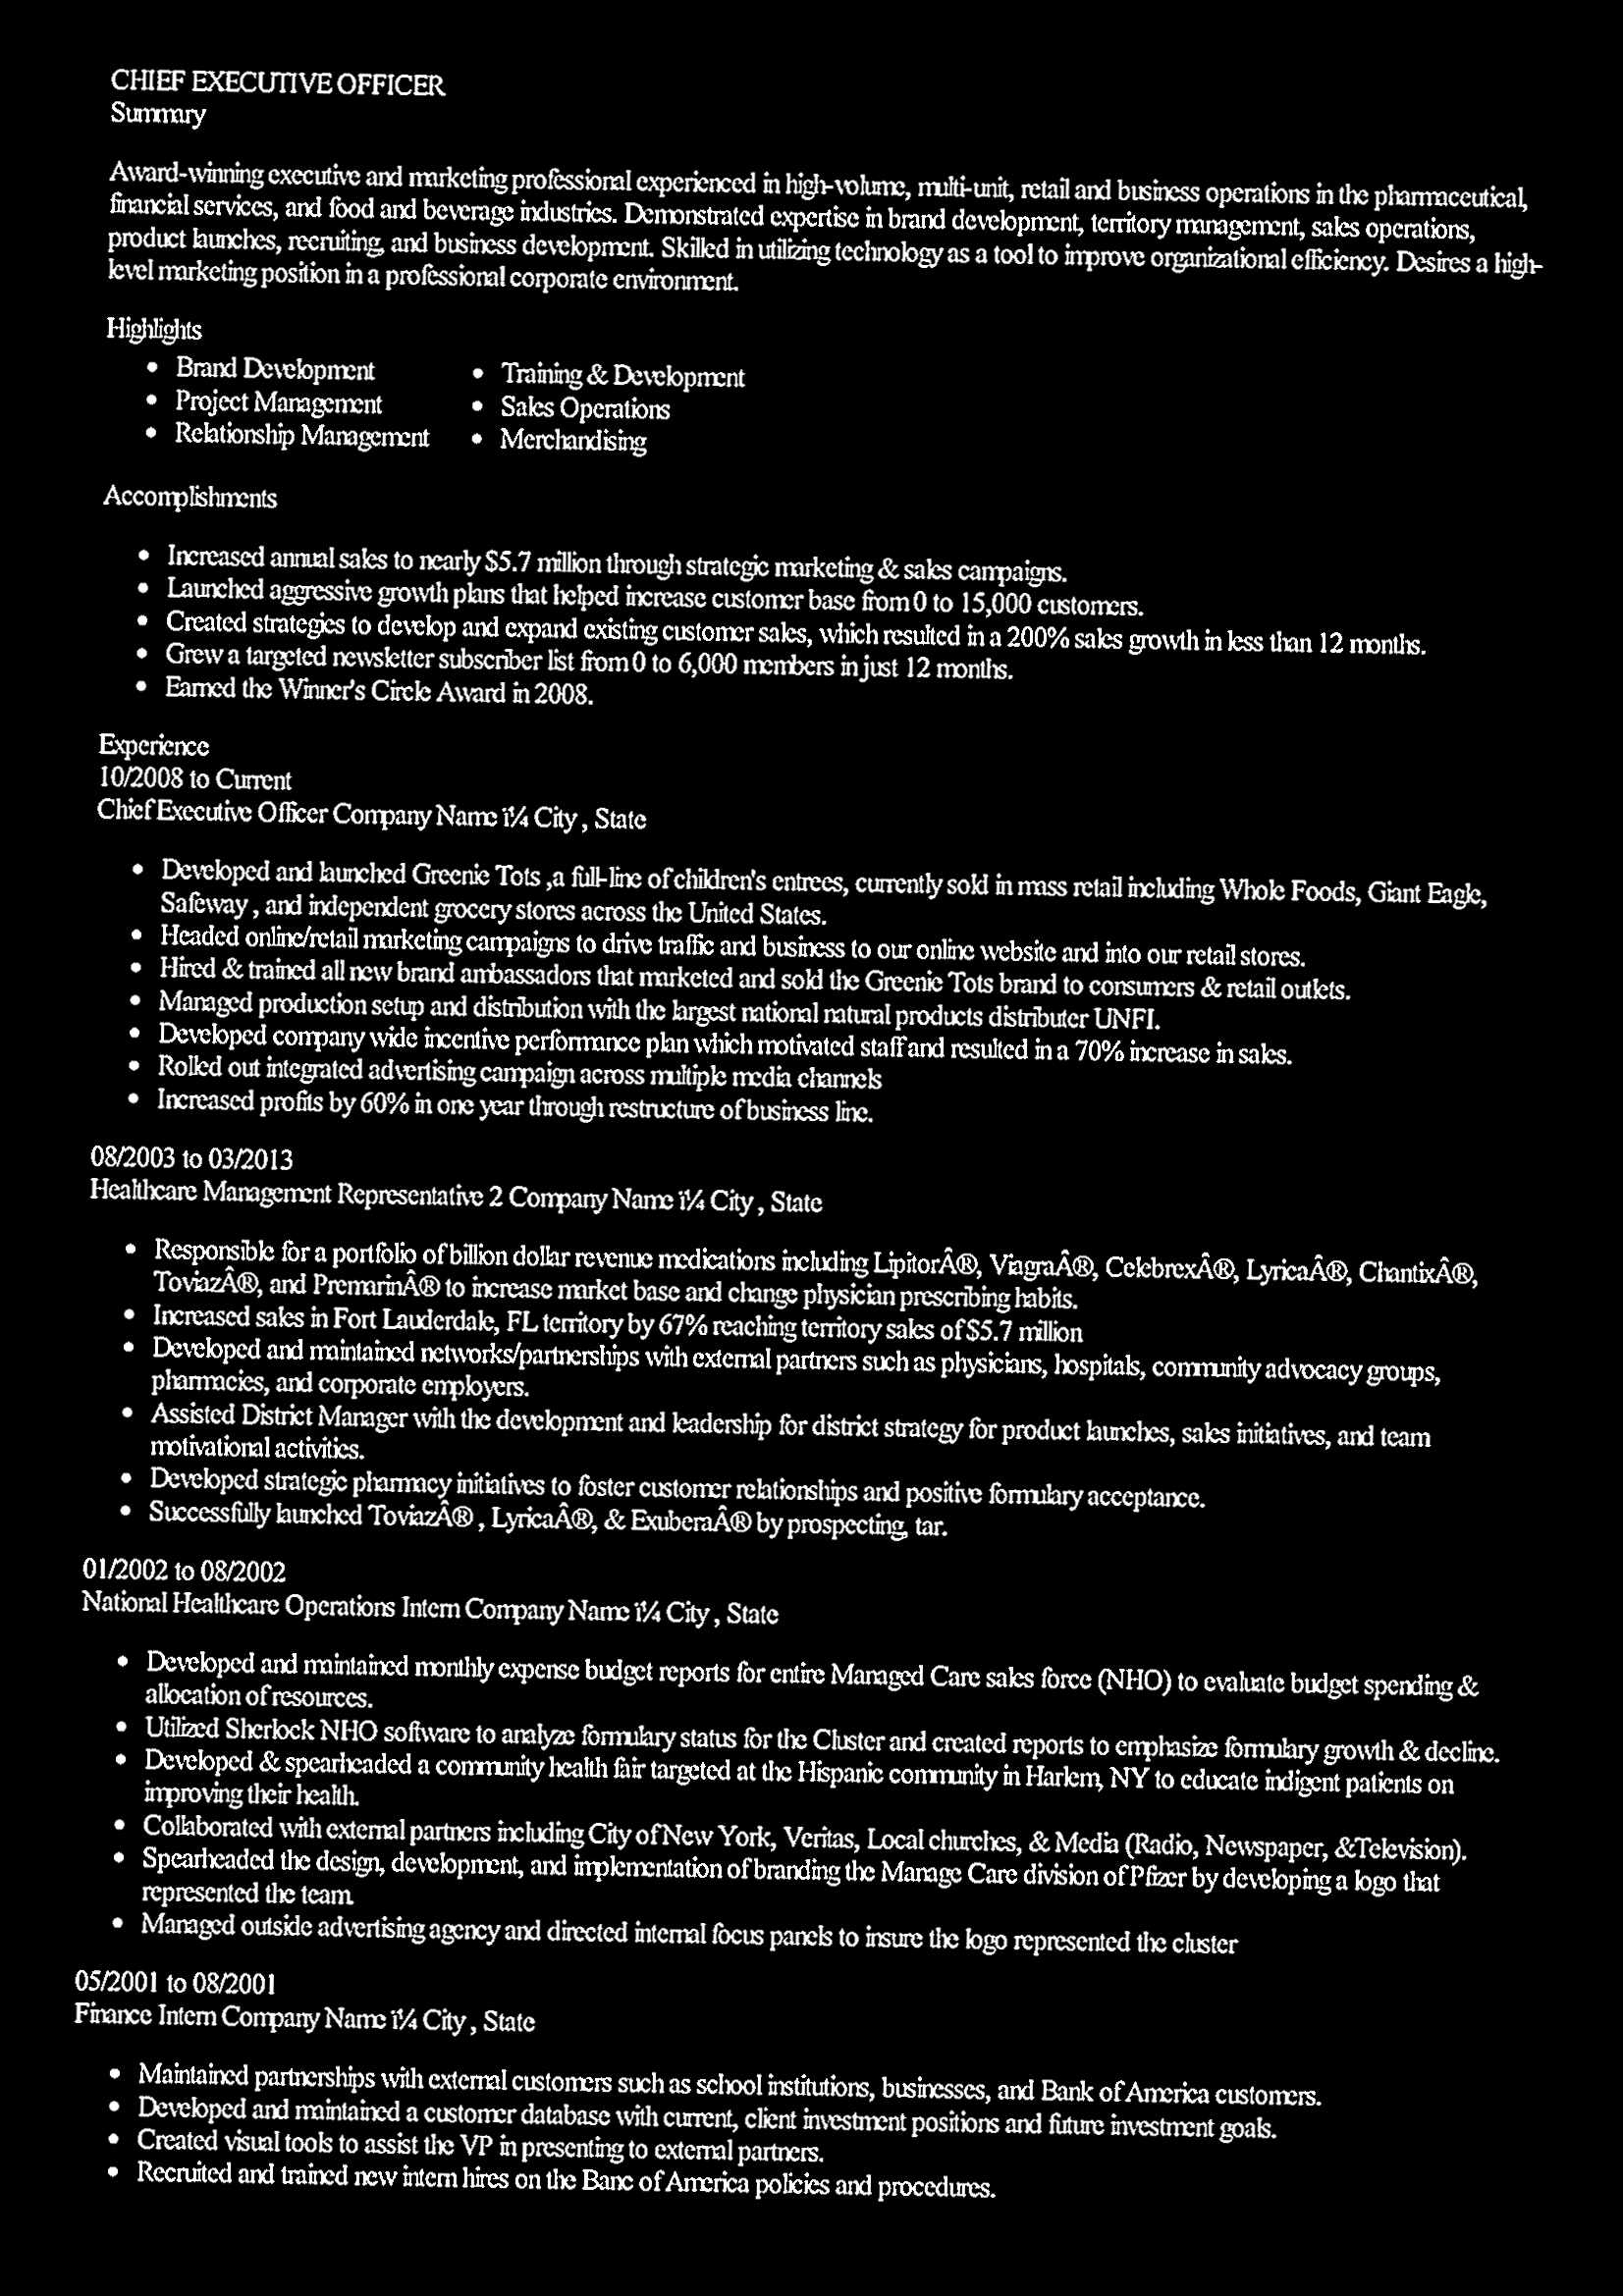 CHIEF EXECUTIVE OFFICER
Summary
Award-winning executive and marketing professional experienced in high-volume, multi-unit, retail and business operations in the pharmaceutical,
financial services, and food and beverage industries. Demonstrated expertise in brand development, territory management, sales operations,
product launches, recruiting, and business development. Skilled in utilizing technology as a tool to improve organizational efficiency. Desires a high-
level marketing position in a professional corporate environment.
Highlights
• Brand Development
• Project Management
• Relationship Management
• Training & Development
• Sales Operations
• Merchandising
Accomplishments
• Increased annual sales to nearly $5.7 million through strategic marketing & sales campaigns.
• Launched aggressive growth plans that helped increase customer base from 0 to 15,000 customers.
• Created strategies to develop and expand existing customer sales, which resulted in a 200% sales growth in less than 12 months.
• Grew a targeted newsletter subscriber list from 0 to 6,000 members in just 12 months.
• Earned the Winner's Circle Award in 2008.
Experience
10/2008 to Current
Chief Executive Officer Company Name ï¼ City , State
• Developed and launched Greenie Tots ,a full-line of children's entrees, currently sold in mass retail including Whole Foods, Giant Eagle,
Safeway , and independent grocery stores across the United States.
• Headed online/retail marketing campaigns to drive traffic and business to our online website and into our retail stores.
• Hired & trained all new brand ambassadors that marketed and sold the Greenie Tots brand to consumers & retail outlets.
• Managed production setup and distribution with the largest national natural products distributer UNFI.
• Developed company wide incentive performance plan which motivated staff and resulted in a 70% increase in sales.
• Rolled out integrated advertising campaign across multiple media channels
• Increased profits by 60% in one year through restructure of business line.
08/2003 to 03/2013
Healthcare Management Representative 2 Company Name ï¼ City , State
• Responsible for a portfolio of billion dollar revenue medications including LipitorÂ®, ViagraÂ®, CelebrexÂ®, LyricaÂ®, ChantixÂ®,
ToviazÂ®, and PremarinÂ® to increase market base and change physician prescribing habits.
• Increased sales in Fort Lauderdale, FL territory by 67% reaching territory sales of $5.7 million
• Developed and maintained networks/partnerships with external partners such as physicians, hospitals, community advocacy groups,
pharmacies, and corporate employers.
• Assisted District Manager with the development and leadership for district strategy for product launches, sales initiatives, and team
motivational activities.
• Developed strategic pharmacy initiatives to foster customer relationships and positive formulary acceptance.
• Successfully launched ToviazÂ® , LyricaÂ®, & ExuberaÂ® by prospecting, tar.
01/2002 to 08/2002
National Healthcare Operations Intern Company Name ï¼ City , State
• Developed and maintained monthly expense budget reports for entire Managed Care sales force (NHO) to evaluate budget spending &
allocation of resources.
• Utilized Sherlock NHO software to analyze formulary status for the Cluster and created reports to emphasize formulary growth & decline.
• Developed & spearheaded a community health fair targeted at the Hispanic community in Harlem, NY to educate indigent patients on
improving their health.
• Collaborated with external partners including City of New York, Veritas, Local churches, & Media (Radio, Newspaper, &Television).
• Spearheaded the design, development, and implementation of branding the Manage Care division of Pfizer by developing a logo that
represented the team.
• Managed outside advertising agency and directed internal focus panels to insure the logo represented the cluster
05/2001 to 08/2001
Finance Intern Company Name ï¼ City , State
• Maintained partnerships with external customers such as school institutions, businesses, and Bank of America customers.
• Developed and maintained a customer database with current, client investment positions and future investment goals.
• Created visual tools to assist the VP in presenting to external partners.
• Recruited and trained new intern hires on the Banc of America policies and procedures.